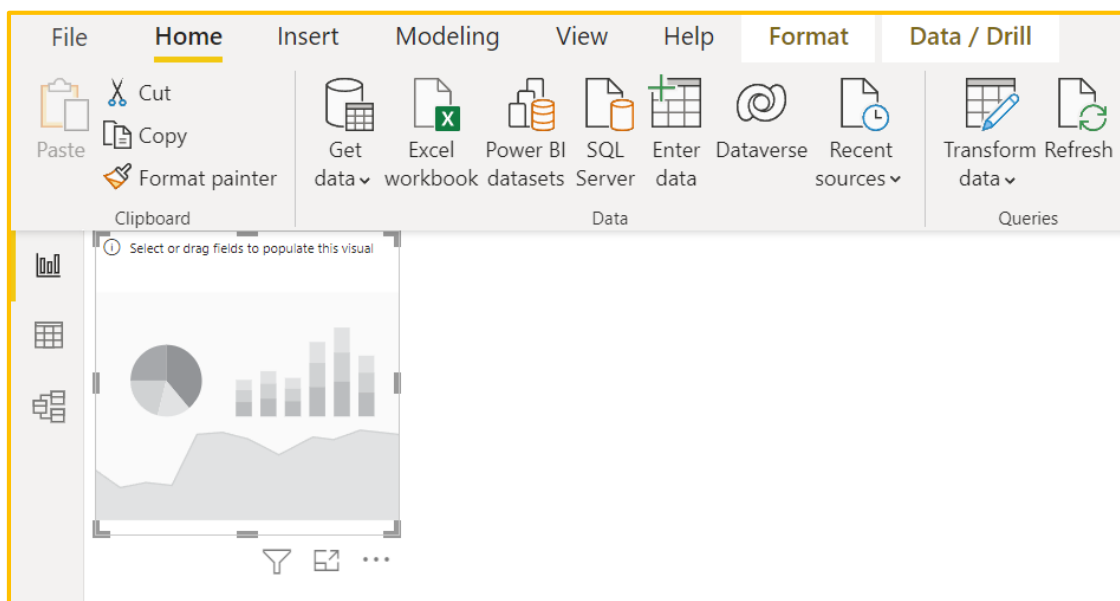 File Home Insert Modeling View Help Format Data / Drill
Paste
Cut
Copy
Format painter
Clipboard
Get data
Excel workbook
Power BI datasets
SQL Server
Enter data
Dataverse
Recent sources
Data
Transform data
Refresh
Queries
Select or drag fields to populate this visual